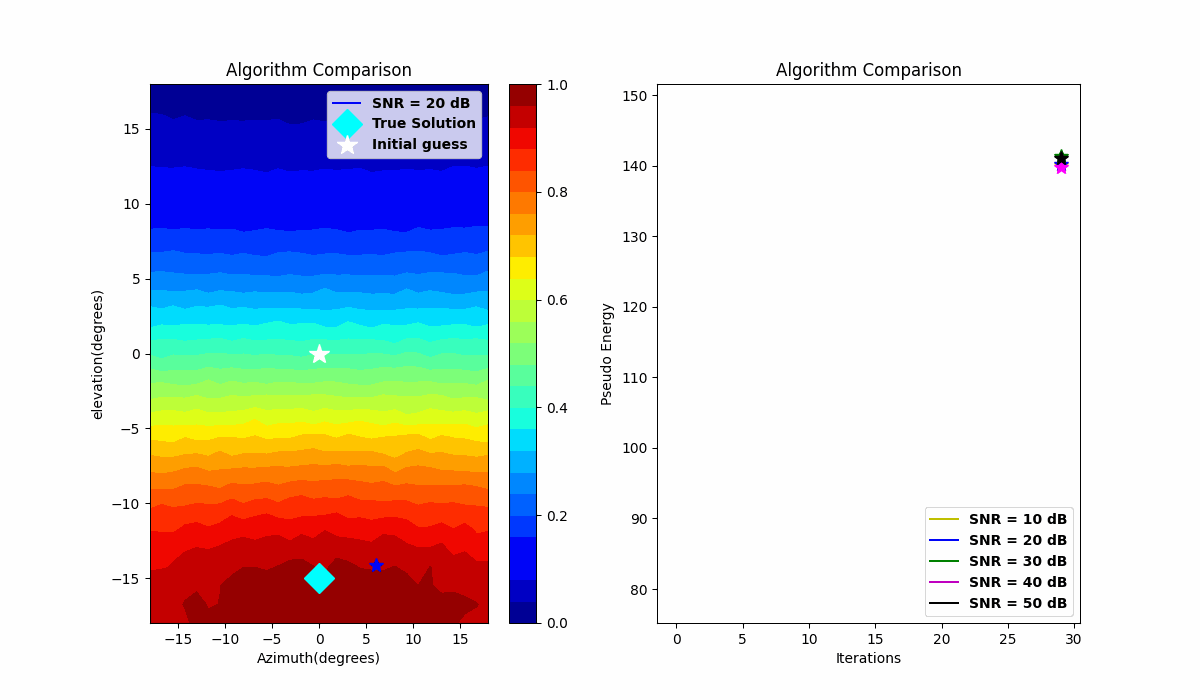 Algorithm Comparison
SNR = 20 dB
True Solution
Initial guess
15
10
5
0
−5
−10
−15
elevation(degrees)
−15 −10 −5 0 5 10 15
Azimuth(degrees)
1.0
0.8
0.6
0.4
0.2
0.0
Algorithm Comparison
150
140
130
120
110
100
90
80
Pseudo Energy
SNR = 10 dB
SNR = 20 dB
SNR = 30 dB
SNR = 40 dB
SNR = 50 dB
0 5 10 15 20 25 30
Iterations